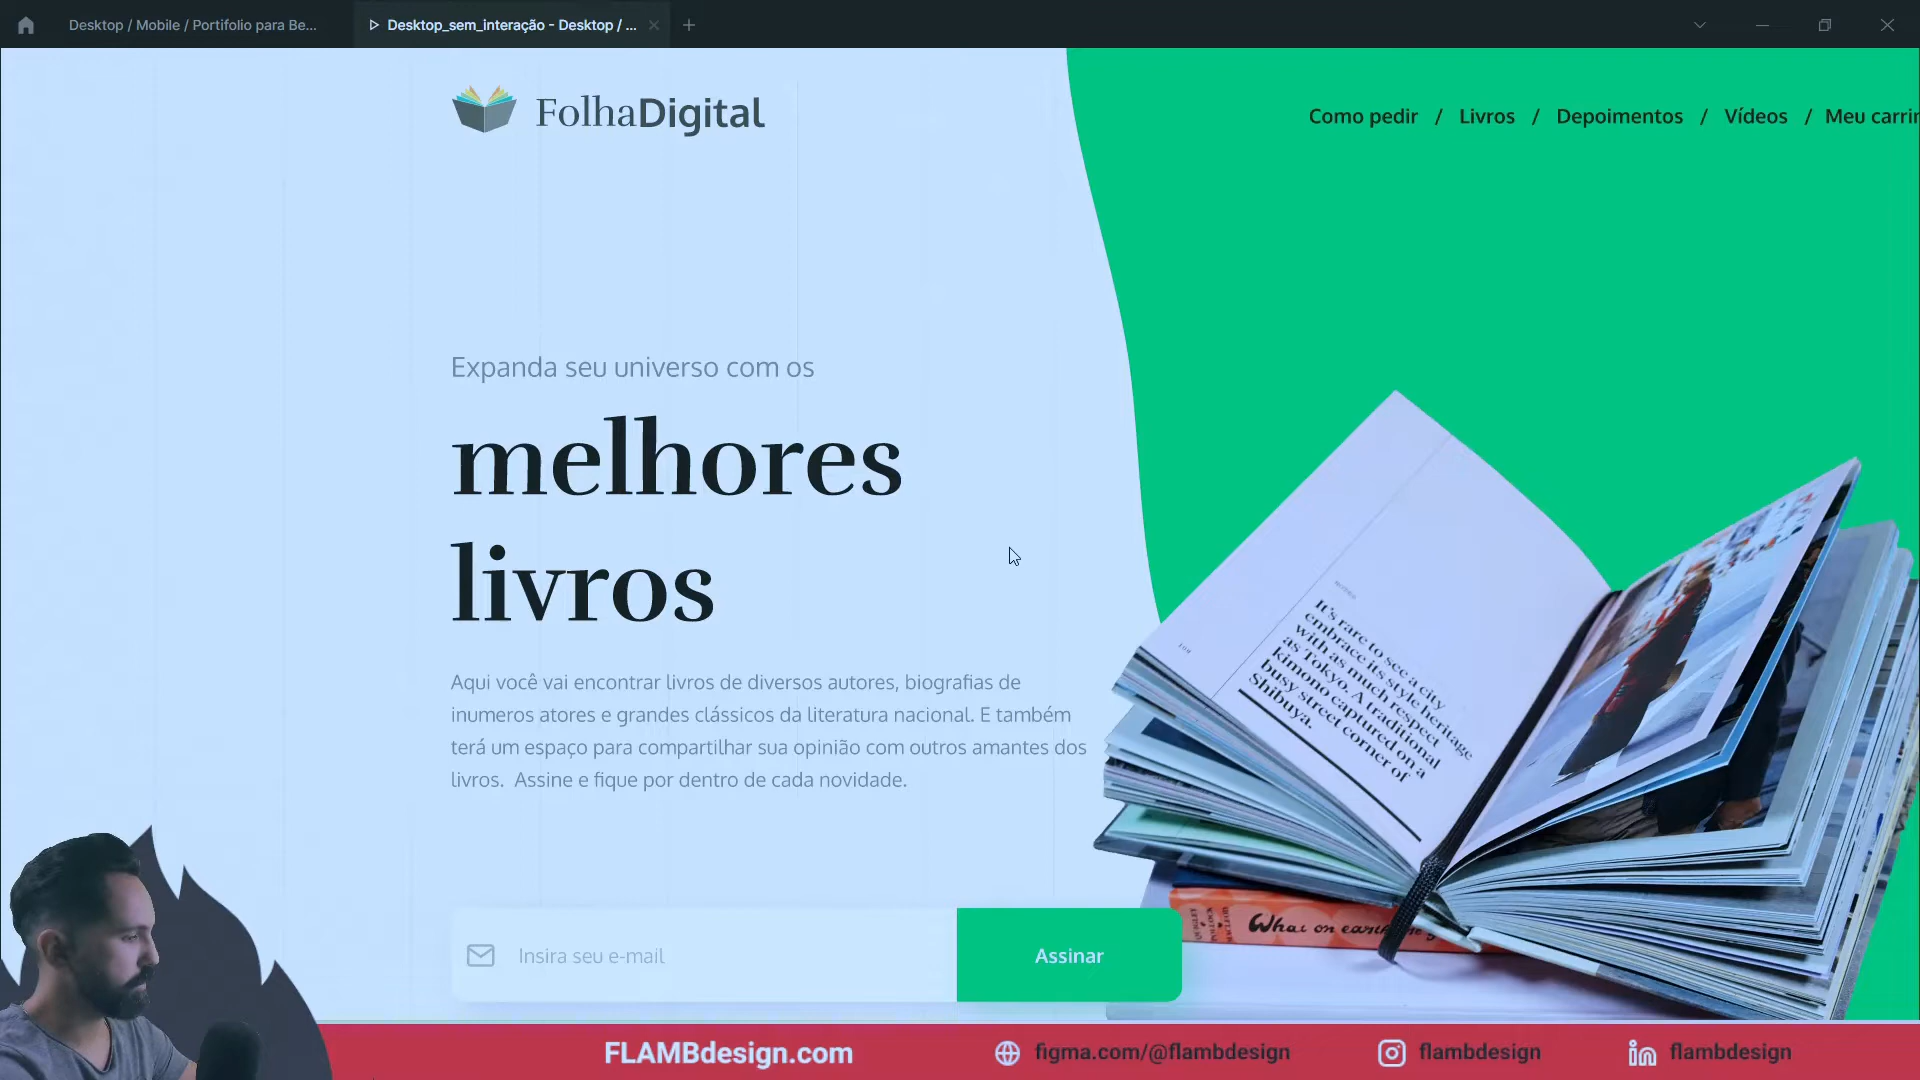 Desktop / Mobile / Portifolio para Be...
Desktop_sem_interação - Desktop / ...
FolhaDigital
Como pedir / Livros / Depoimentos / Vídeos / Meu carrin
Expanda seu universo com os
melhores
livros
Aqui você vai encontrar livros de diversos autores, biografias de
inumeros atores e grandes clássicos da literatura nacional. E também
terá um espaço para compartilhar sua opinião com outros amantes dos
livros. Assine e fique por dentro de cada novidade.
It's rare to see a city
embrace its style heritage
with as much respect
as Tokyo. A traditional
kimono captured on a
busy street corner of
Shibuya.
What on earth
Insira seu e-mail
Assinar
FLAMBdesign.com
figma.com/@flambdesign
flambdesign
flambdesign